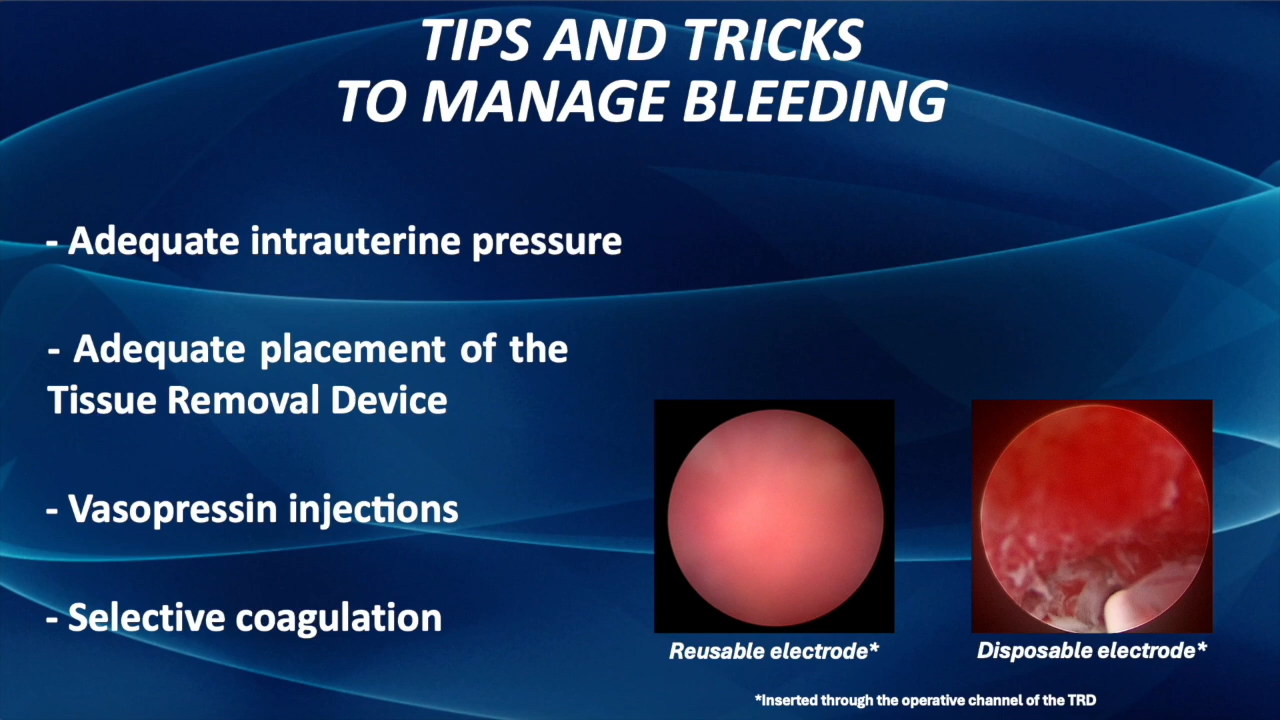 TIPS AND TRICKS
TO MANAGE BLEEDING
- Adequate intrauterine pressure
- Adequate placement of the
Tissue Removal Device
- Vasopressin injections
- Selective coagulation
Reusable electrode*
Disposable electrode*
*Inserted through the operative channel of the TRD